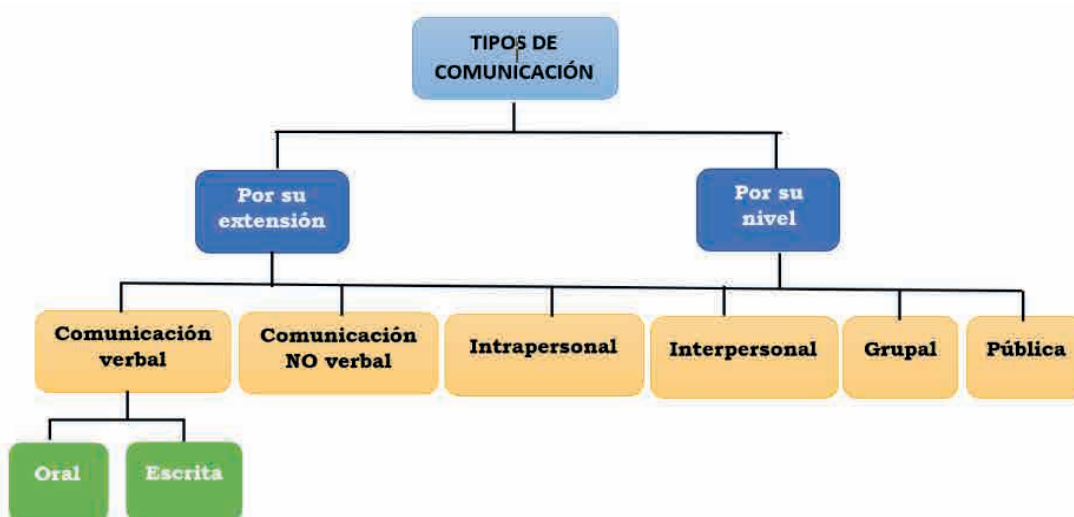 TIPOS DE
COMUNICACIÓN
Por su
extensión
Por su
nivel
Comunicación
verbal
Comunicación
NO verbal
Intrapersonal
Interpersonal
Grupal
Pública
Oral
Escrita